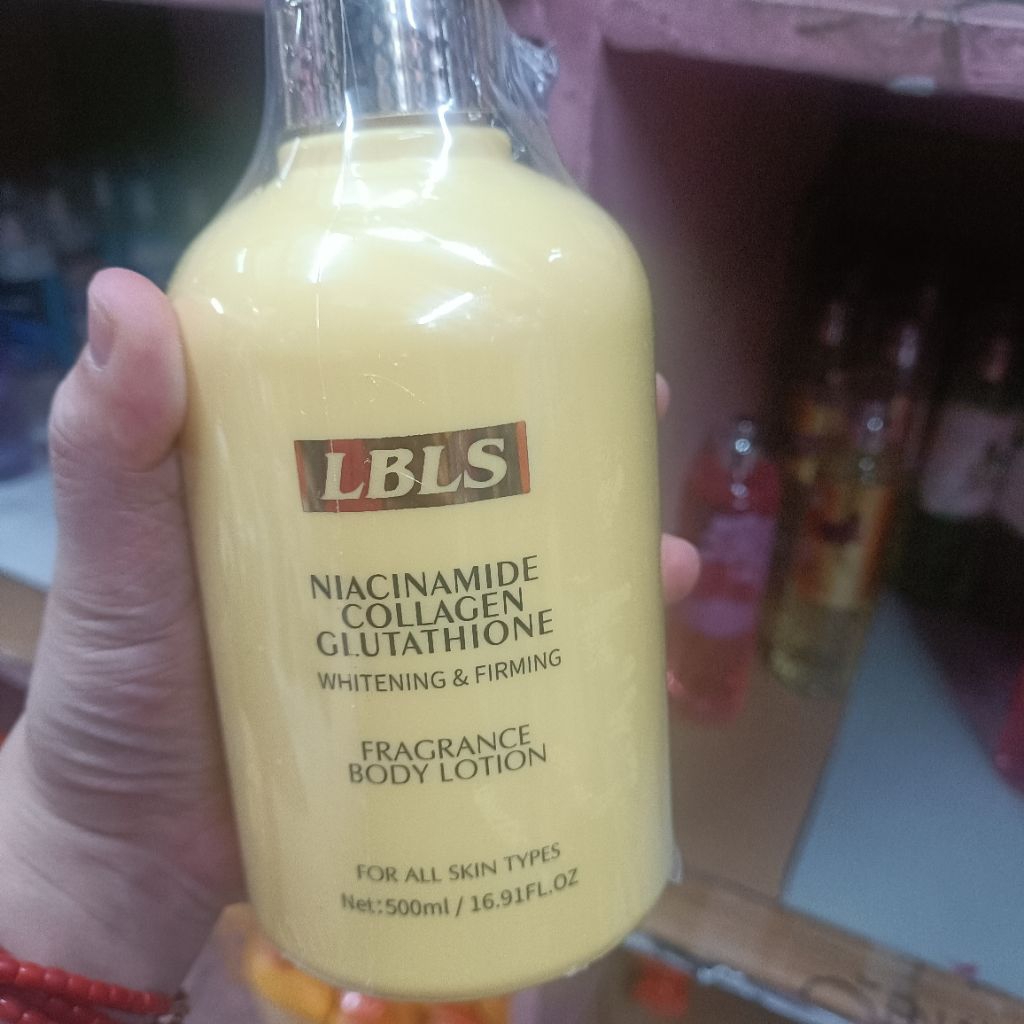 LBLS
NIACINAMIDE
COLLAGEN
GLUTATHIONE
WHITENING & FIRMING
FRAGRANCE
BODY LOTION
FOR ALL SKIN TYPES
Net:500ml / 16.91FL.OZ